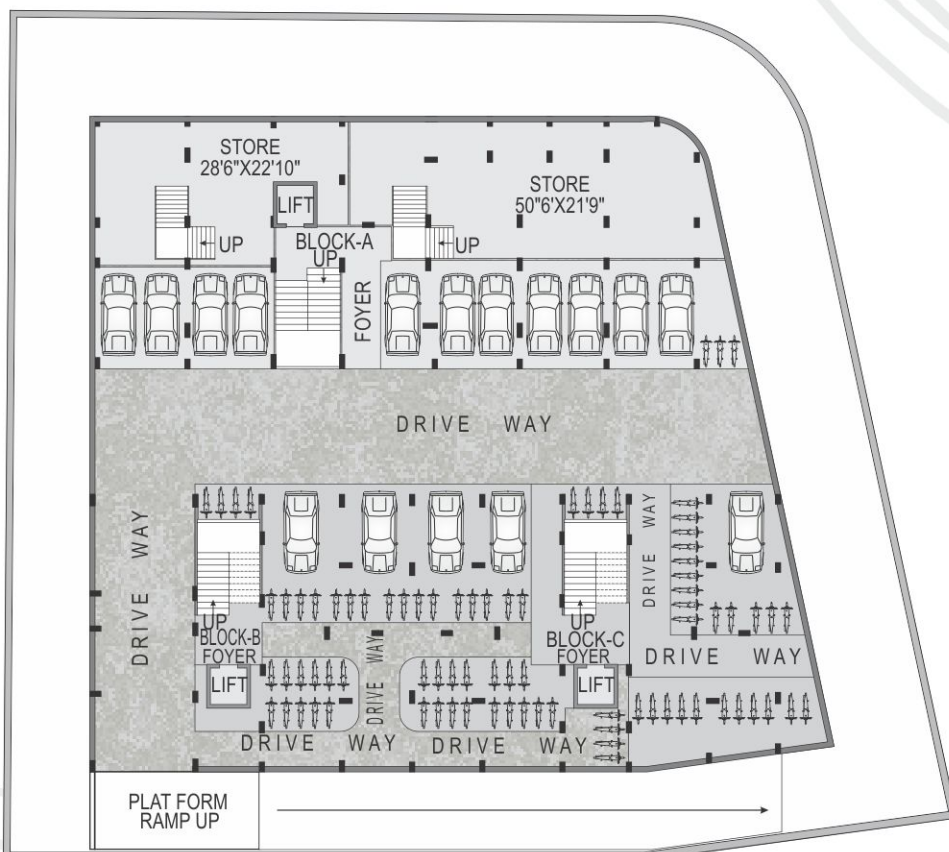 STORE
28'6"X22'10"
LIFT
STORE
50"6'X21'9"
UP
BLOCK-A
UP
UP
FOYER
DRIVE WAY
DRIVE WAY
DRIVE WAY
UP
BLOCK-B
FOYER
LIFT
DRIVE WAY
UP
BLOCK-C
FOYER
LIFT
DRIVE WAY
DRIVE WAY
DRIVE WAY
PLAT FORM
RAMP UP